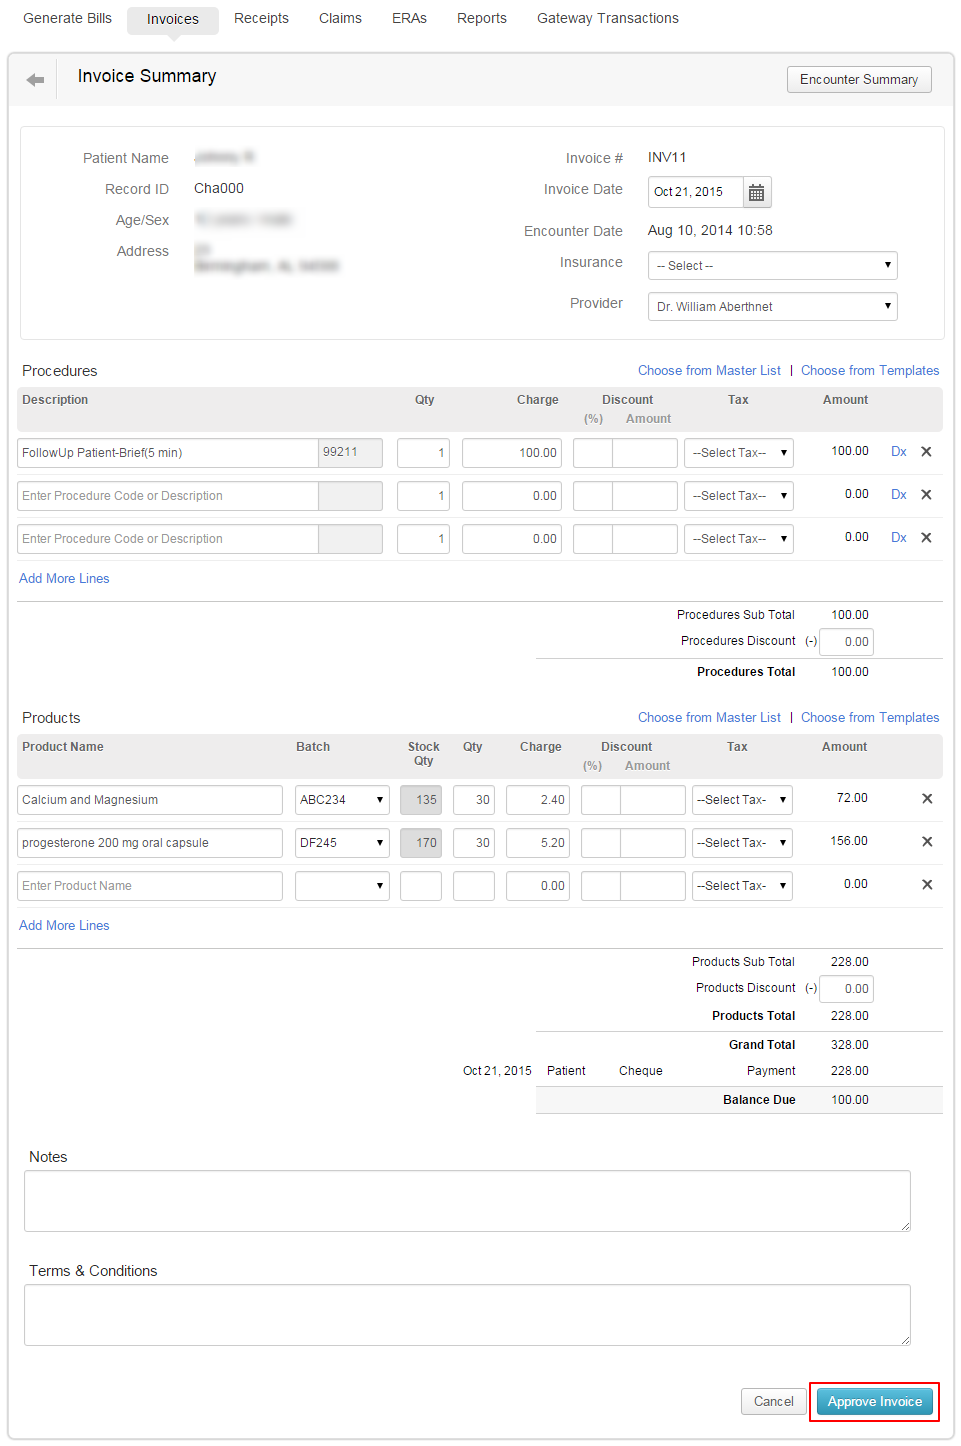 Generate Bills Invoices Receipts Claims ERAs Reports Gateway Transactions
Invoice Summary Encounter Summary
Patient Name
Record ID Cha000
Age/Sex
Address
Invoice # INV11
Invoice Date Oct 21, 2015
Encounter Date Aug 10, 2014 10:58
Insurance -- Select --
Provider Dr. William Aberthnet
Procedures Choose from Master List | Choose from Templates
Description Qty Charge Discount Tax Amount
(%) Amount
FollowUp Patient-Brief(5 min) 99211 1 100.00 --Select Tax-- 100.00 Dx
Enter Procedure Code or Description 1 0.00 --Select Tax-- 0.00 Dx
Enter Procedure Code or Description 1 0.00 --Select Tax-- 0.00 Dx
Add More Lines
Procedures Sub Total 100.00
Procedures Discount (-) 0.00
Procedures Total 100.00
Products Choose from Master List | Choose from Templates
Product Name Batch Stock Qty Charge Discount Tax Amount
Qty (%) Amount
Calcium and Magnesium ABC234 135 30 2.40 --Select Tax- 72.00
progesterone 200 mg oral capsule DF245 170 30 5.20 --Select Tax- 156.00
Enter Product Name 0.00 --Select Tax- 0.00
Add More Lines
Products Sub Total 228.00
Products Discount (-) 0.00
Products Total 228.00
Grand Total 328.00
Oct 21, 2015 Patient Cheque Payment 228.00
Balance Due 100.00
Notes
Terms & Conditions
Cancel Approve Invoice